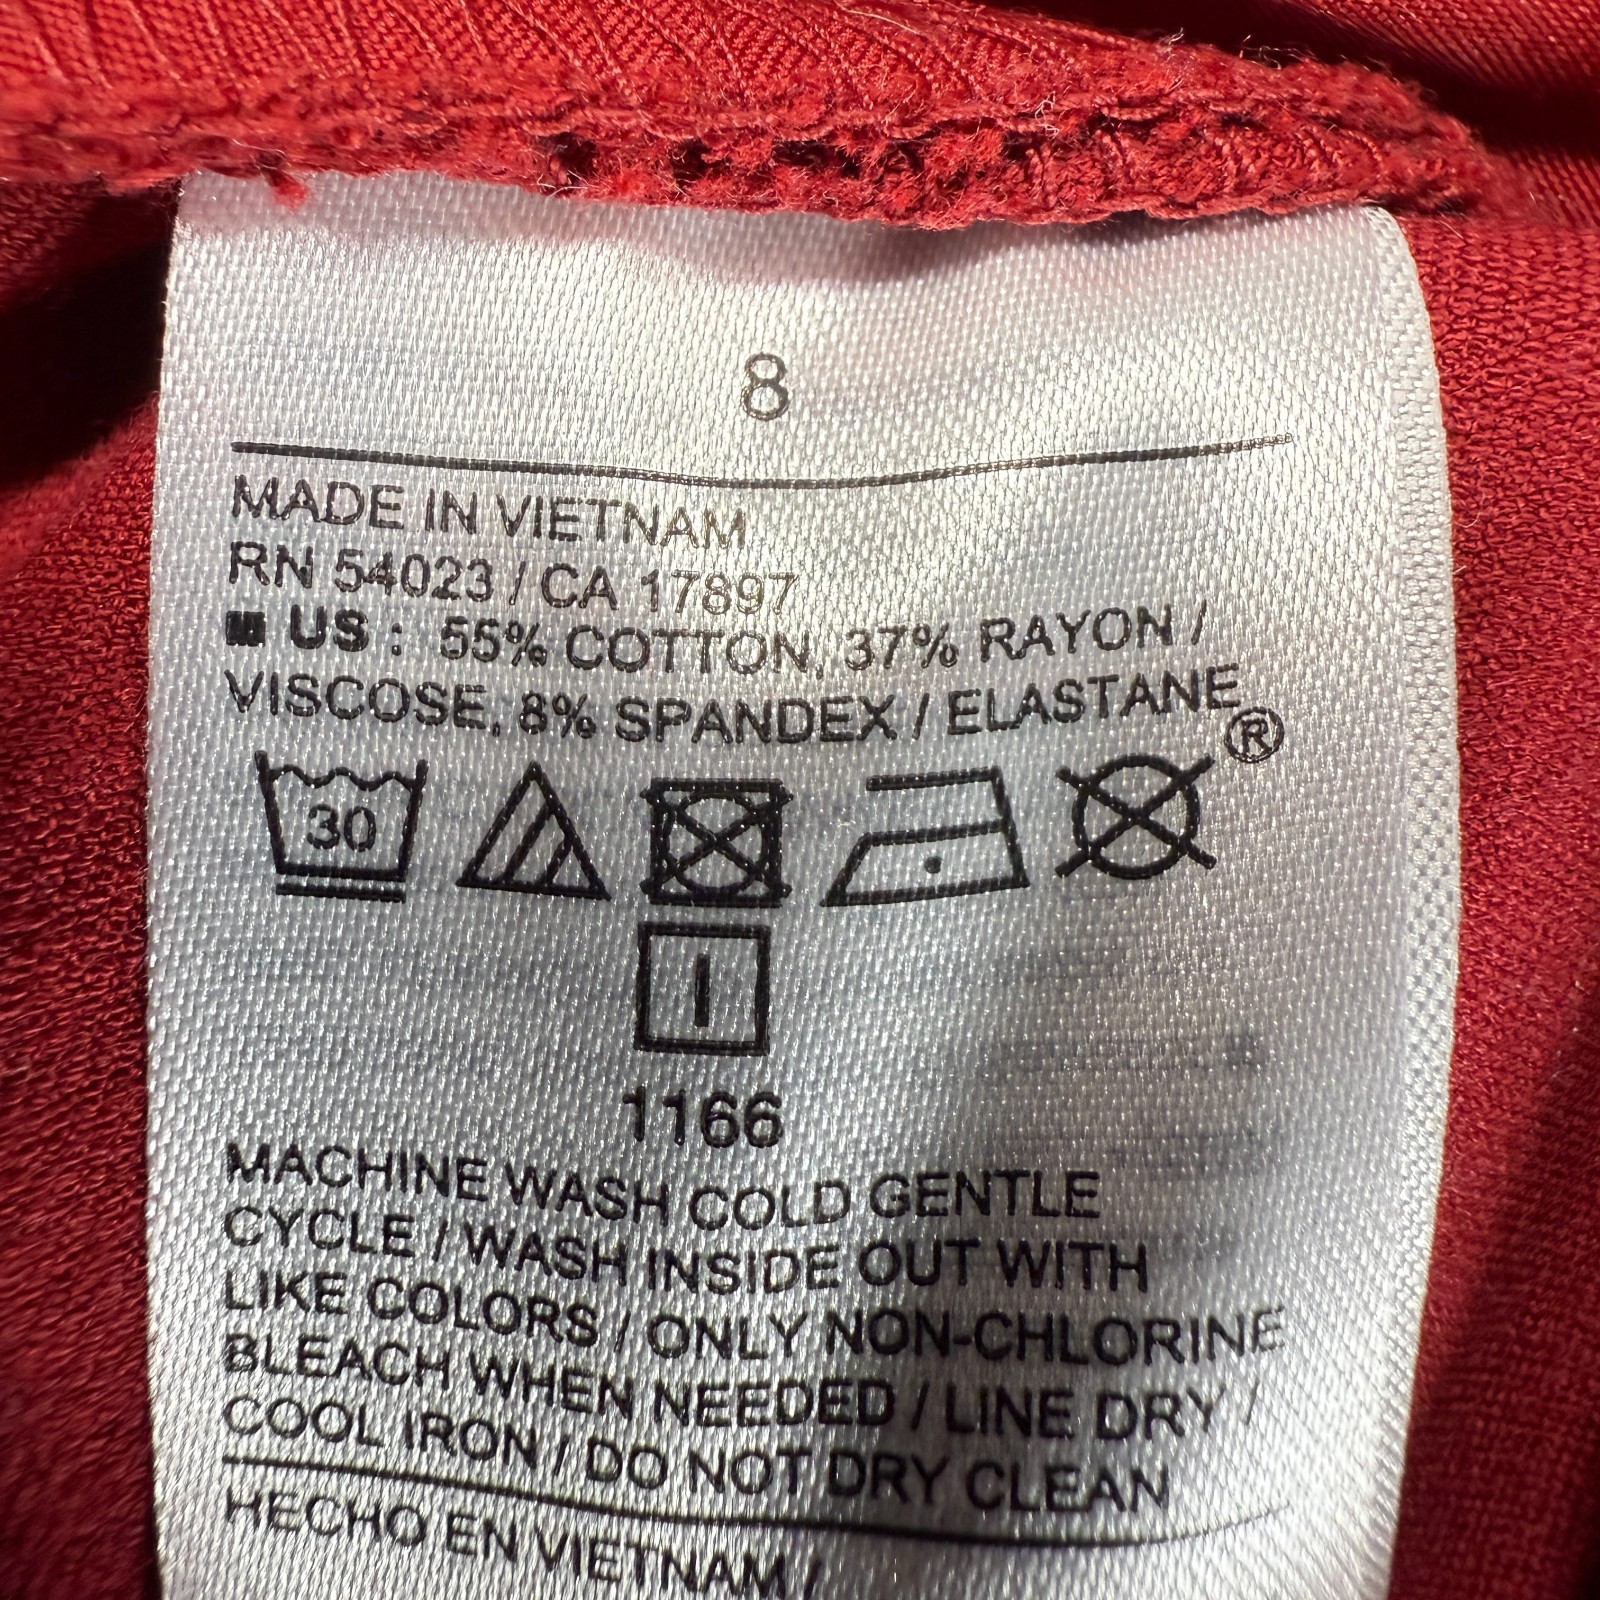 8
MADE IN VIETNAM
RN 54023 / CA 17897
US : 55% COTTON, 37% RAYON /
VISCOSE, 8% SPANDEX / ELASTANE
®
30
1166
MACHINE WASH COLD GENTLE
CYCLE / WASH INSIDE OUT WITH
LIKE COLORS / ONLY NON-CHLORINE
BLEACH WHEN NEEDED / LINE DRY /
COOL IRON / DO NOT DRY CLEAN
HECHO EN VIETNAM /